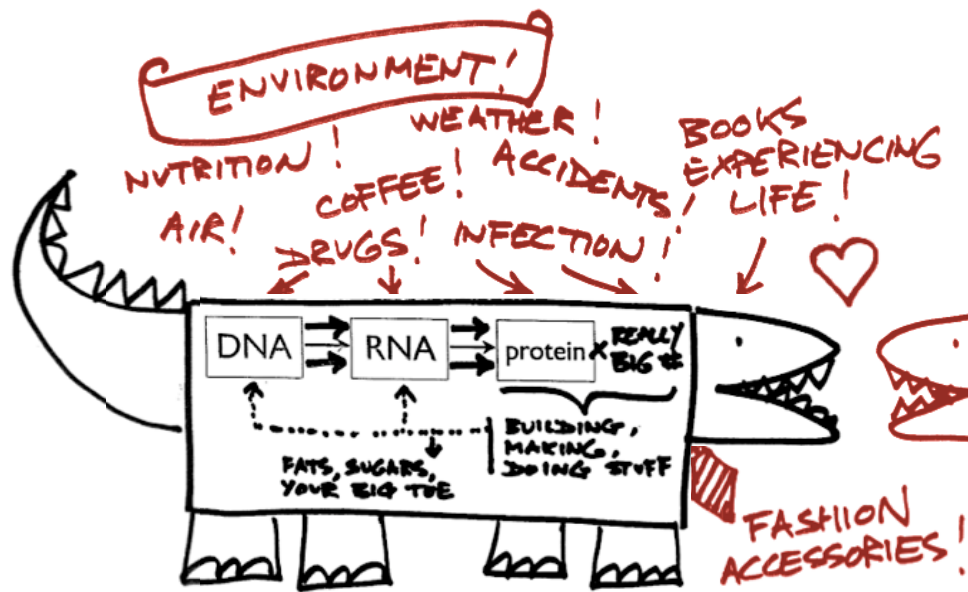 ENVIRONMENT!
WEATHER!
NUTRITION!
ACCIDENTS!
BOOKS
EXPERIENCING
LIFE!
COFFEE!
AIR!
DRUGS!
INFECTION!
DNA
RNA
protein
x REALLY
BIG #
BUILDING,
MAKING,
DOING STUFF
FATS, SUGARS,
YOUR BIG TOE
FASHION
ACCESSORIES!